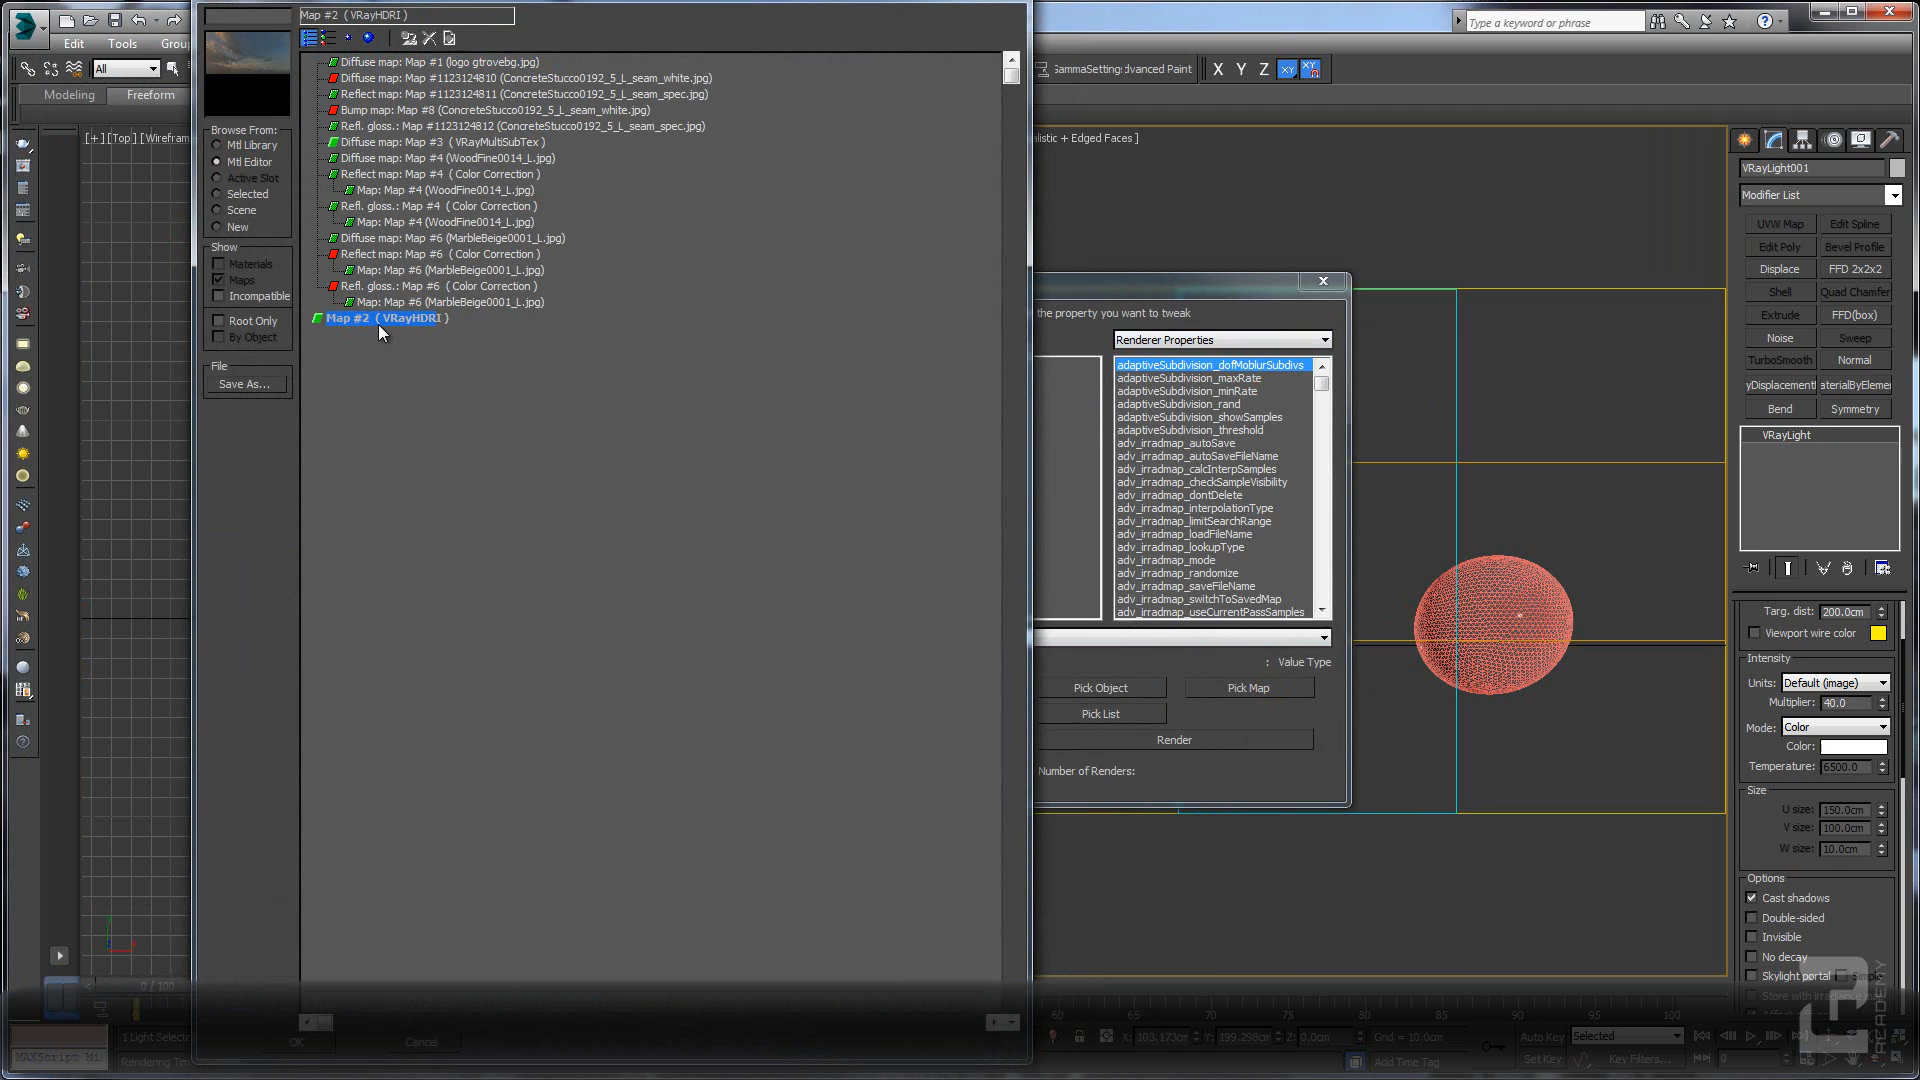 Map #2  ( VRayHDRI )
Type a keyword or phrase
Edit
Tools
Group
All
GammaSetting:
dvanced Paint
X
Y
Z
XY
Modeling
Freeform
Browse From:
Mtl Library
Mtl Editor
Active Slot
Selected
Scene
New
Show
Materials
Maps
Incompatible
Root Only
By Object
File
Save As...
Diffuse map: Map #1 (logo gtrovebg.jpg)
Diffuse map: Map #1123124810 (ConcreteStucco0192_5_L_seam_white.jpg)
Reflect map: Map #1123124811 (ConcreteStucco0192_5_L_seam_spec.jpg)
Bump map: Map #8 (ConcreteStucco0192_5_L_seam_white.jpg)
Refl. gloss.: Map #1123124812 (ConcreteStucco0192_5_L_seam_spec.jpg)
Diffuse map: Map #3  ( VRayMultiSubTex )
Diffuse map: Map #4 (WoodFine0014_L.jpg)
Reflect map: Map #4  ( Color Correction )
Map: Map #4 (WoodFine0014_L.jpg)
Refl. gloss.: Map #4  ( Color Correction )
Map: Map #4 (WoodFine0014_L.jpg)
Diffuse map: Map #6 (MarbleBeige0001_L.jpg)
Reflect map: Map #6  ( Color Correction )
Map: Map #6 (MarbleBeige0001_L.jpg)
Refl. gloss.: Map #6  ( Color Correction )
Map: Map #6 (MarbleBeige0001_L.jpg)
Map #2  ( VRayHDRI )
[+] [Top] [Wirefram
alistic + Edged Faces ]
the property you want to tweak
Renderer Properties
adaptiveSubdivision_dofMoblurSubdivs
adaptiveSubdivision_maxRate
adaptiveSubdivision_minRate
adaptiveSubdivision_rand
adaptiveSubdivision_showSamples
adaptiveSubdivision_threshold
adv_irradmap_autoSave
adv_irradmap_autoSaveFileName
adv_irradmap_calcInterpSamples
adv_irradmap_checkSampleVisibility
adv_irradmap_dontDelete
adv_irradmap_interpolationType
adv_irradmap_limitSearchRange
adv_irradmap_loadFileName
adv_irradmap_lookupType
adv_irradmap_mode
adv_irradmap_randomize
adv_irradmap_saveFileName
adv_irradmap_switchToSavedMap
adv_irradmap_useCurrentPassSamples
: Value Type
Pick Object
Pick Map
Pick List
Render
Number of Renders:
VRayLight001
Modifier List
UVW Map
Edit Spline
Edit Poly
Bevel Profile
Displace
FFD 2x2x2
Shell
Quad Chamfer
Extrude
FFD(box)
Noise
Sweep
TurboSmooth
Normal
yDisplacementl
aterialByElemer
Bend
Symmetry
VRayLight
Targ. dist: 200.0cm
Viewport wire color
Intensity
Units: Default (image)
Multiplier: 40.0
Mode: Color
Color:
Temperature: 6500.0
Size
U size: 150.0cm
V size: 100.0cm
W size: 10.0cm
Options
Cast shadows
Double-sided
Invisible
No decay
Skylight portal
Simple
Store with irradiance ma
ACADEMY
0 / 100
60
65
70
75
80
85
90
95
100
OK
Cancel
1 Light Selecte
X: 103.173cm
Y: 199.298cm
Z: 0.0cm
Grid = 10.0cm
Auto Key
Selected
MAXScript Mi
Rendering Time
Add Time Tag
Set Key
Key Filters...
0